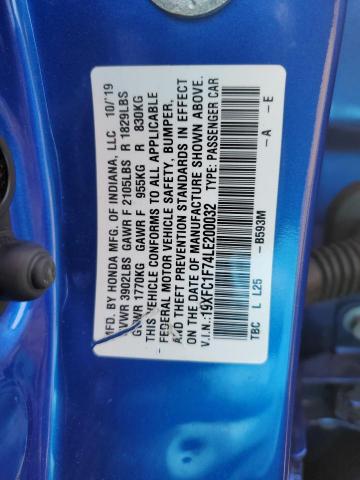 MFD. BY HONDA MFG. OF INDIANA, LLC 10/'19
GVWR 3902LBS GAWR F 2105LBS R 1829LBS
GVWR 1770KG GAWR F 955KG R 830KG
THIS VEHICLE CONFORMS TO ALL APPLICABLE
FEDERAL MOTOR VEHICLE SAFETY, BUMPER,
AND THEFT PREVENTION STANDARDS IN EFFECT
ON THE DATE OF MANUFACTURE SHOWN ABOVE.
V.I.N.: 19XFC1F74LE200032 TYPE: PASSENGER CAR
-B593M -A -E
TBC L L25